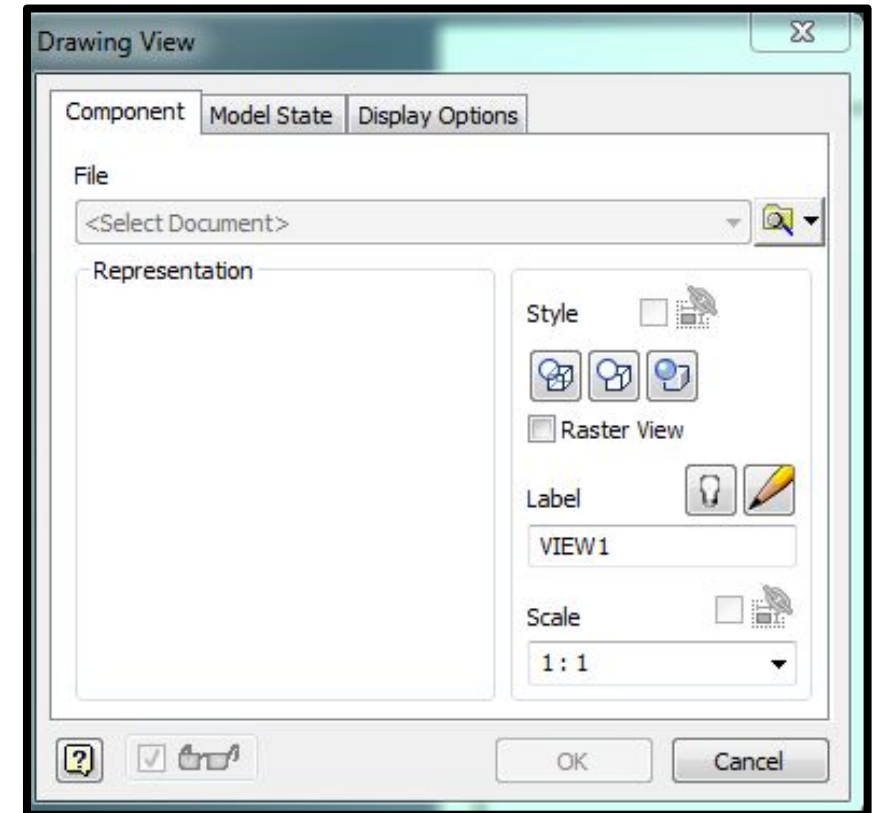 Drawing View
Component Model State Display Options
File
<Select Document>
Representation
Style
Raster View
Label
VIEW1
Scale
1 : 1
OK Cancel